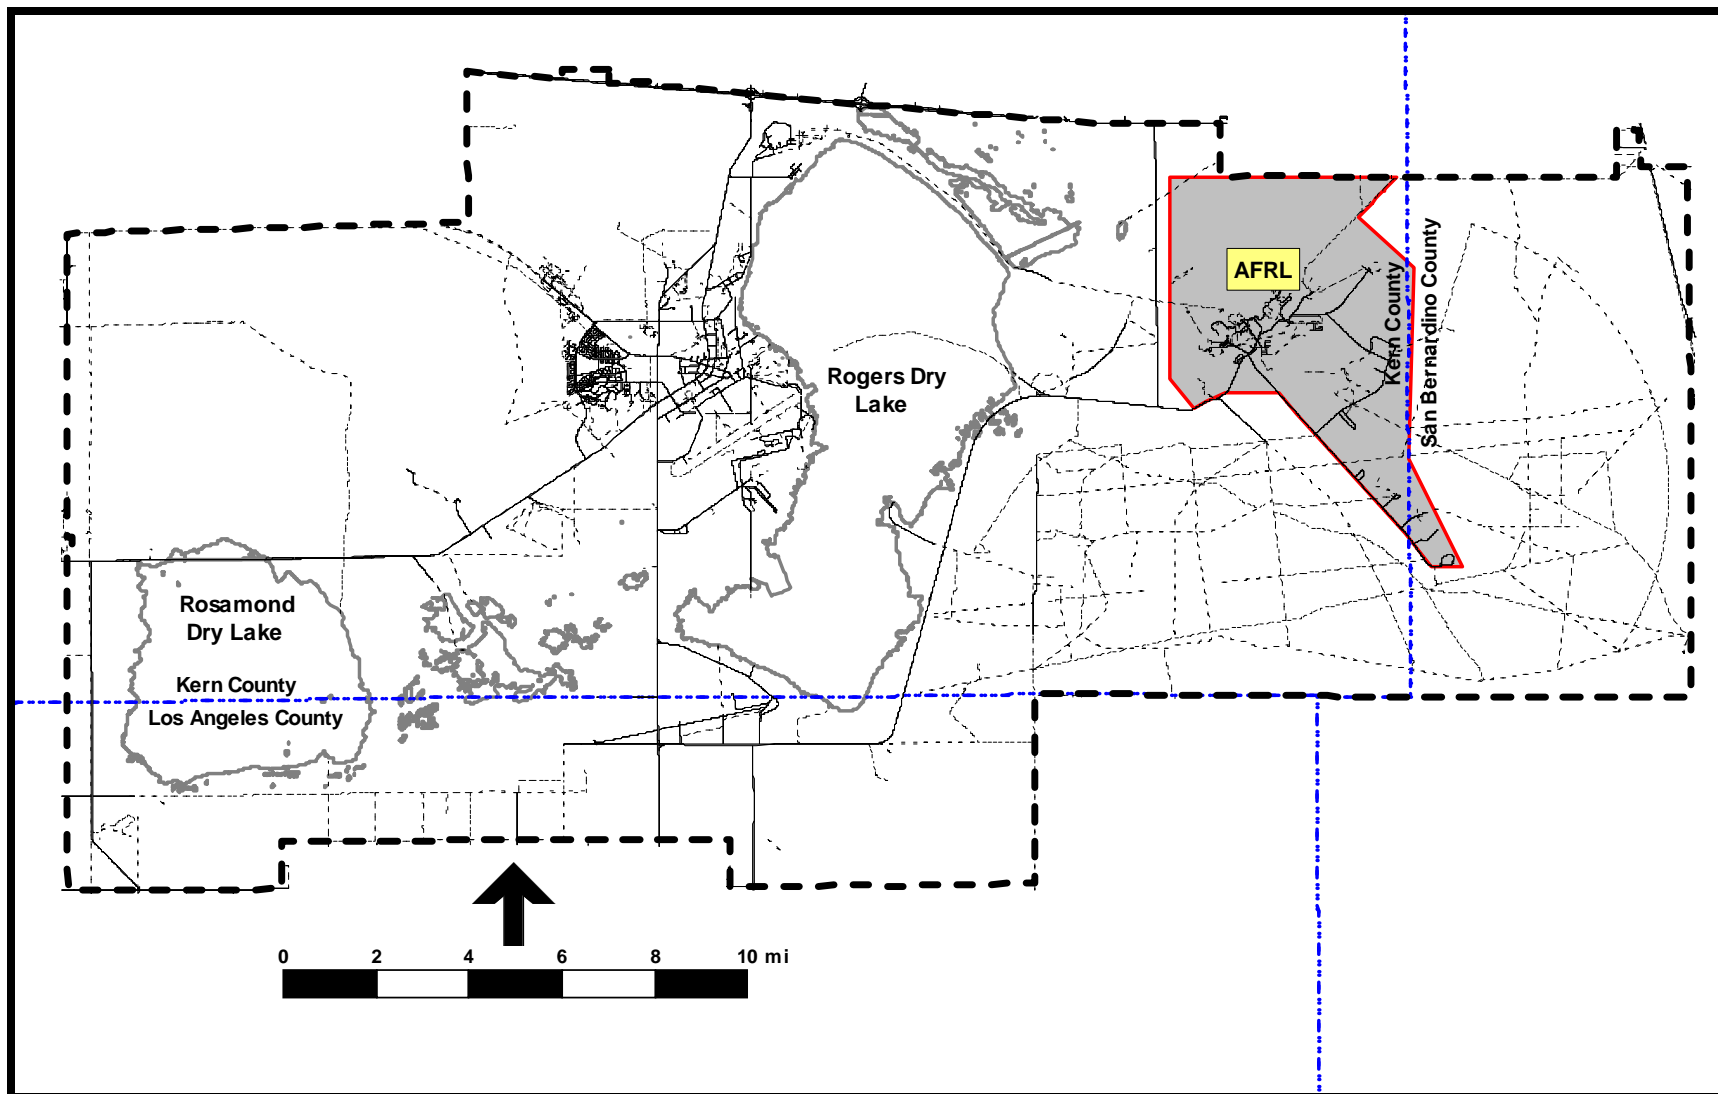 AFRL
Kern County
San Bernardino County
Rogers Dry
Lake
Rosamond
Dry Lake
Kern County
Los Angeles County
0 2 4 6 8 10 mi